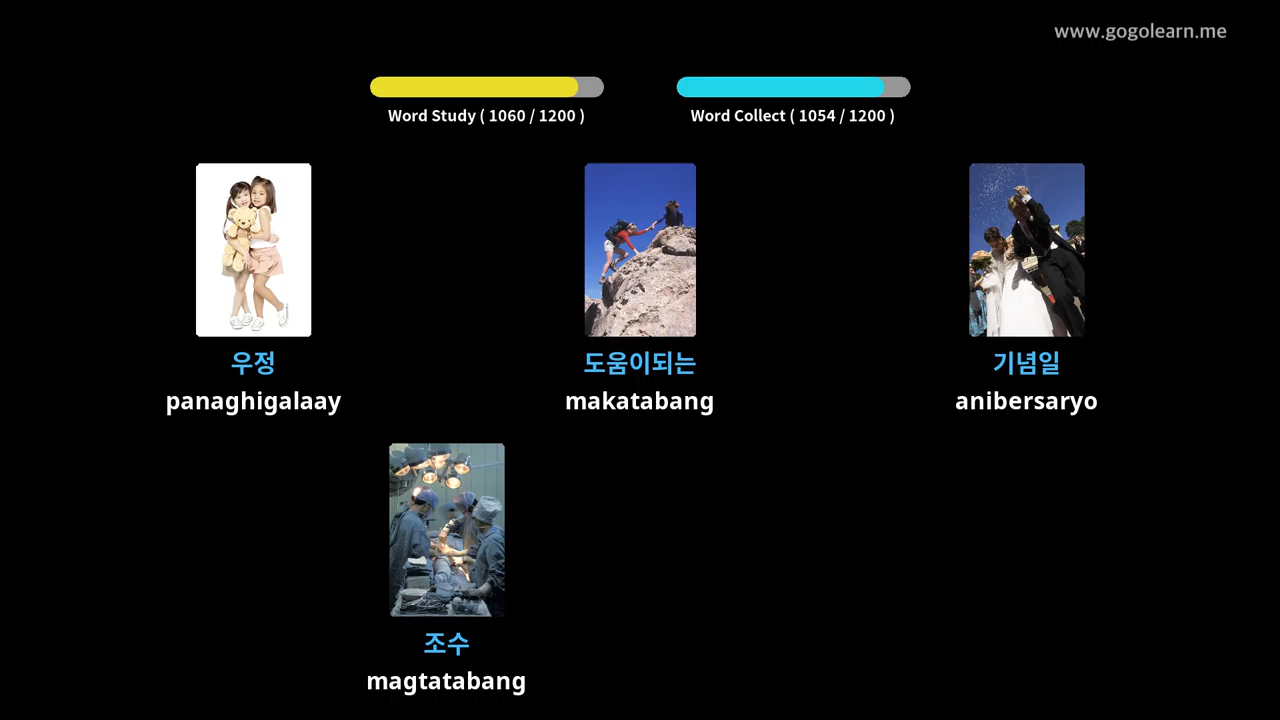 www.gogolearn.me
Word Study ( 1060 / 1200 )
Word Collect ( 1054 / 1200 )
우정
panaghigalaay
도움이되는
makatabang
기념일
anibersaryo
조수
magtatabang